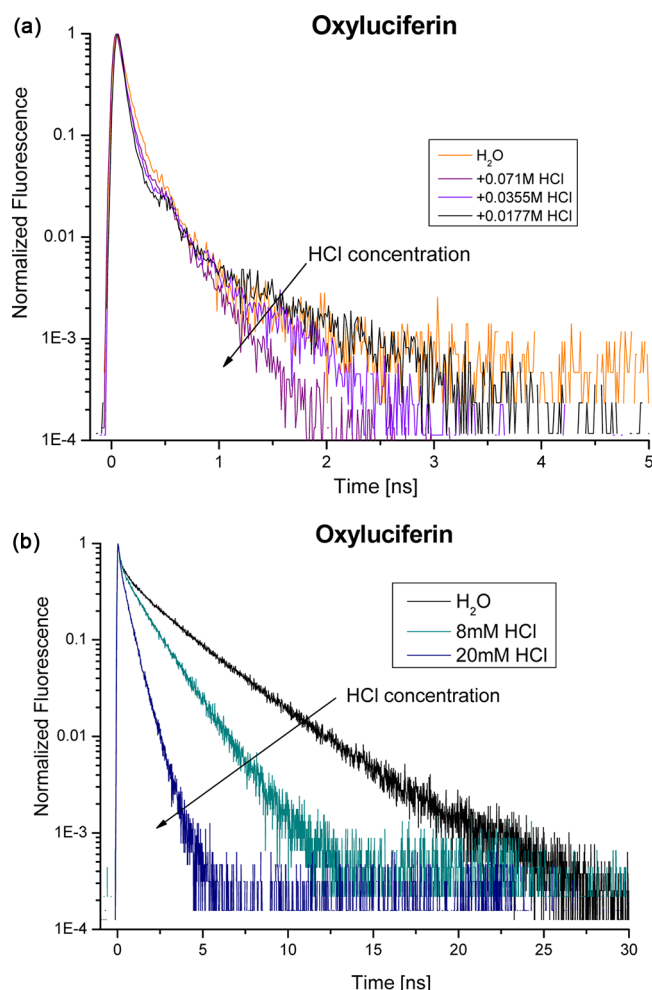 (a)
Oxyluciferin
Normalized Fluorescence
1
0.1
0.01
1E-3
1E-4
H₂O
+0.071M HCl
+0.0355M HCl
+0.0177M HCl
HCl concentration
0 1 2 3 4 5
Time [ns]
(b)
Oxyluciferin
Normalized Fluorescence
1
0.1
0.01
1E-3
1E-4
H₂O
8mM HCl
20mM HCl
HCl concentration
0 5 10 15 20 25 30
Time [ns]